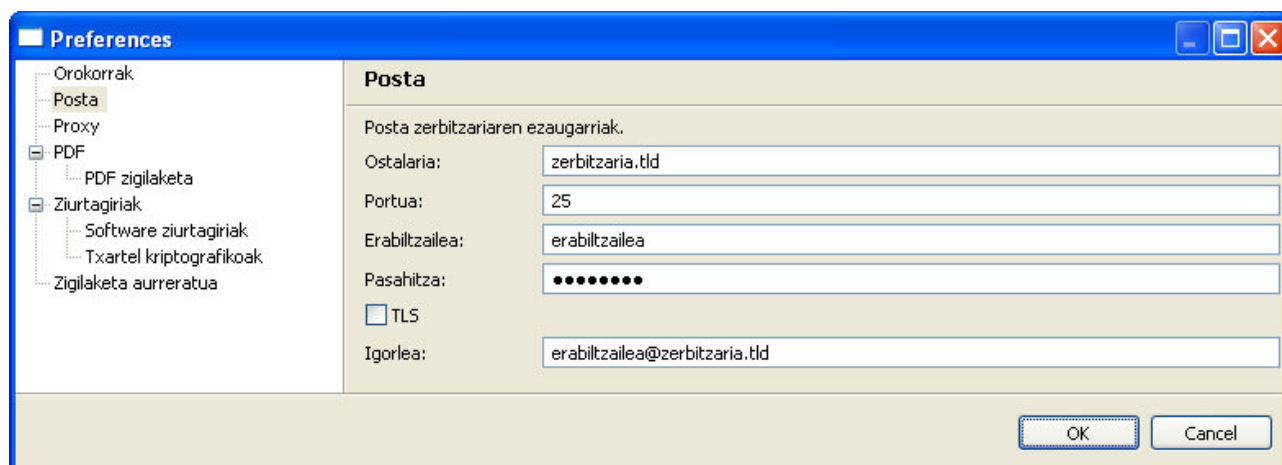 Preferences
Orokorrak
Posta
Proxy
PDF
PDF zigilaketa
Ziurtagiriak
Software ziurtagiriak
Txartel kriptografikoak
Zigilaketa aurreratua
Posta
Posta zerbitzariaren ezaugarriak.
Ostalaria: zerbitzaria.tld
Portua: 25
Erabiltzailea: erabiltzailea
Pasahitza: ●●●●●●●●
TLS
Igorlea: erabiltzailea@zerbitzaria.tld
OK Cancel